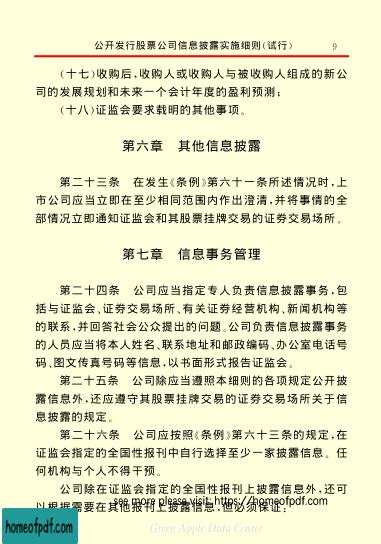 公开发行股票公司信息披露实施细则(试行) 9
(十七)收购后,收购人或收购人与被收购人组成的新公
司的发展规划和未来一个会计年度的盈利预测;
(十八)证监会要求载明的其他事项。
第六章 其他信息披露
第二十三条 在发生《条例》第六十一条所述情况时,上
市公司应当立即在至少相同范围内作出澄清,并将事情的全
部情况立即通知证监会和其股票挂牌交易的证券交易场所。
第七章 信息事务管理
第二十四条 公司应当指定专人负责信息披露事务,包
括与证监会、证券交易场所、有关证券经营机构、新闻机构等
的联系,并回答社会公众提出的问题。公司负责信息披露事务
的人员应当将本人姓名、联系地址和邮政编码、办公室电话号
码、图文传真号码等信息,以书面形式报告证监会。
第二十五条 公司除应当遵照本细则的各项规定公开披
露信息外,还应遵守其股票挂牌交易的证券交易场所关于信
息披露的规定。
第二十六条 公司应按照《条例》第六十三条的规定,在
证监会指定的全国性报刊中自行选择至少一家披露信息。任
何机构与个人不得干预。
公司除在证监会指定的全国性报刊上披露信息外,还可
以根据需要在其他报刊上披露信息,但必须保证:
see more please visit: https://homeofpdf.com
homeofpdf.com
Green Apple Data Center